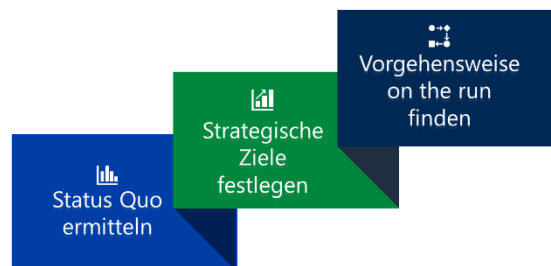 Status Quo
ermitteln
Strategische
Ziele
festlegen
Vorgehensweise
on the run
finden